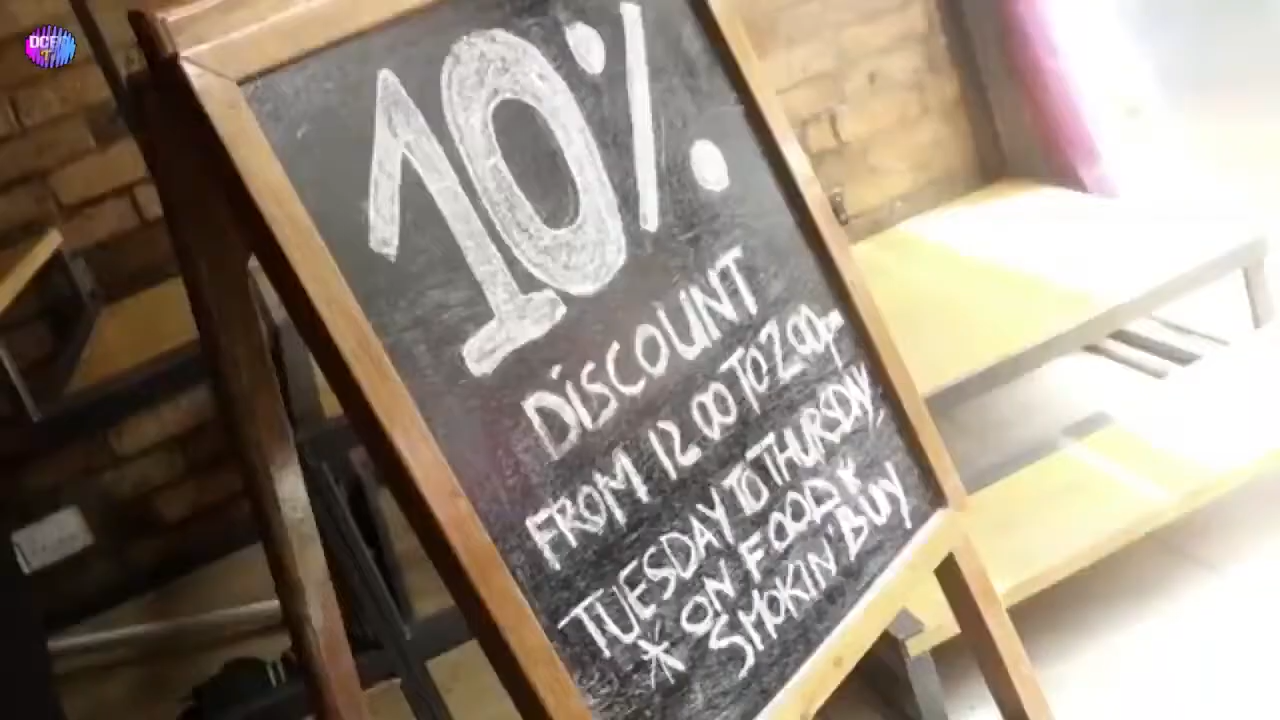 10%
DiSCOUNT
FROM 12 00 TO 2 00
TUESDAY TO THURSDAY
* ON FOOD *
SMOKIN' BUY